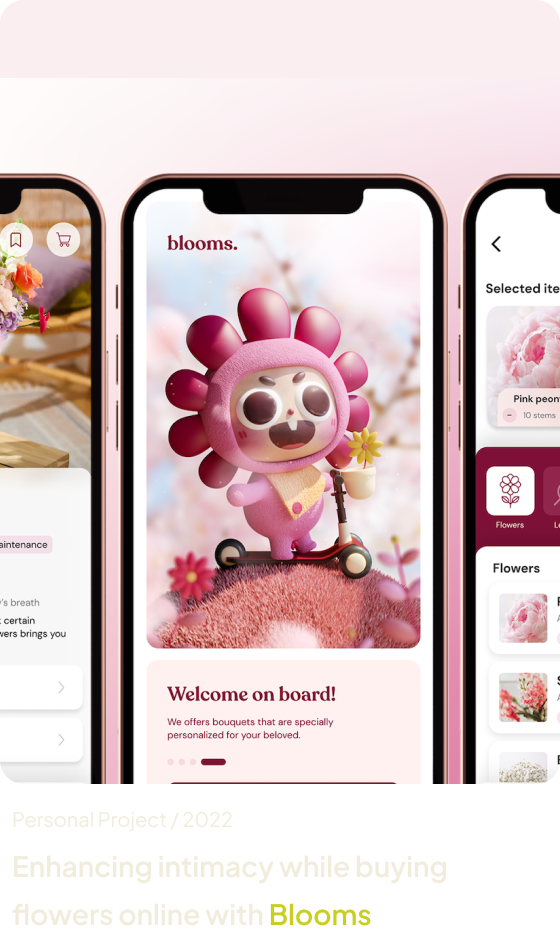 blooms.
Selected ite
Pink peon
10 stems
Flowers
aintenance
y's breath
certain
wers brings you
Flowers
Welcome on board!
We offers bouquets that are specially
personalized for your beloved.
Personal Project / 2022
Enhancing intimacy while buying
flowers online with Blooms